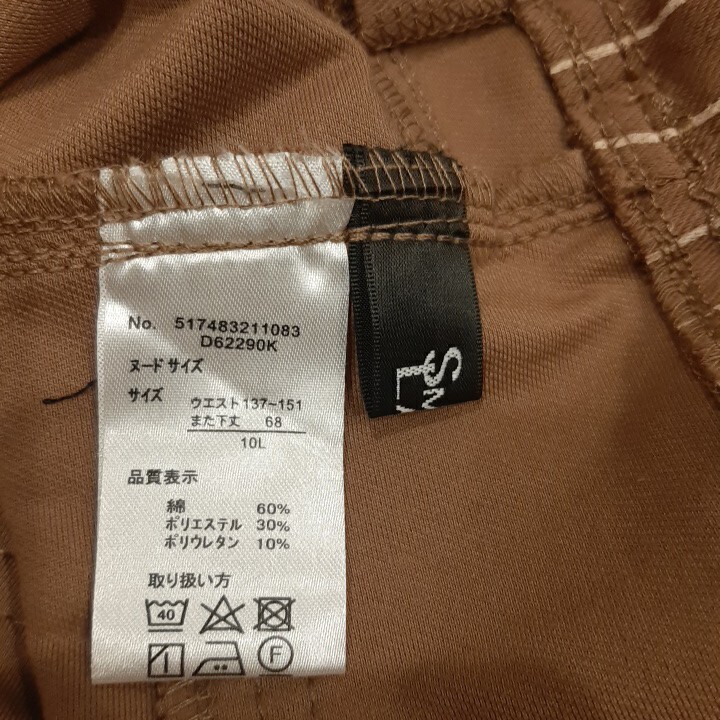 No. 517483211083
D62290K
ヌードサイズ
サイズ
ウエスト137~151
また下丈 68
10L
品質表示
綿 60%
ポリエステル 30%
ポリウレタン 10%
取り扱い方
40
F